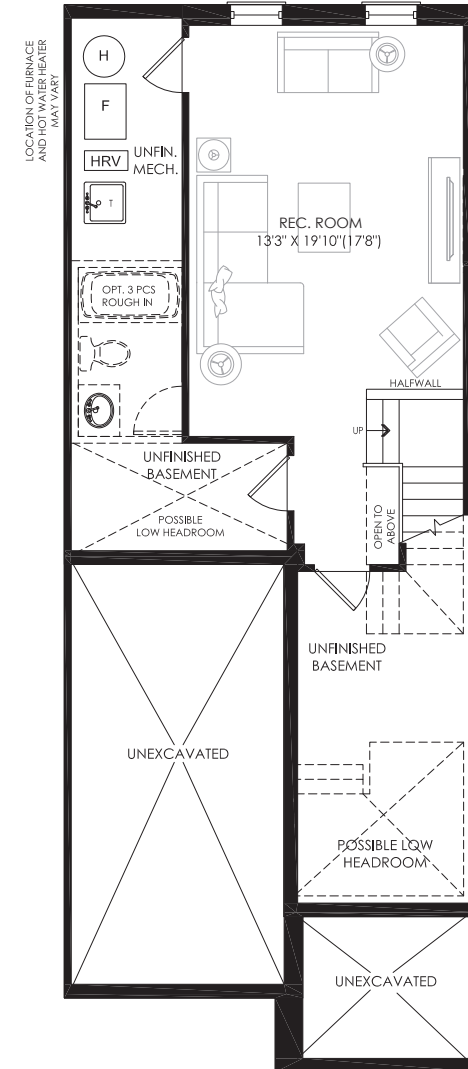 LOCATION OF FURNACE
AND HOT WATER HEATER
MAY VARY
H
F
HRV
UNFIN.
MECH.
T
OPT. 3 PCS
ROUGH IN
REC. ROOM
13'3" X 19'10"(17'8")
HALFWALL
UP
OPEN TO
ABOVE
UNFINISHED
BASEMENT
POSSIBLE
LOW HEADROOM
UNFINISHED
BASEMENT
UNEXCAVATED
POSSIBLE LOW
HEADROOM
UNEXCAVATED